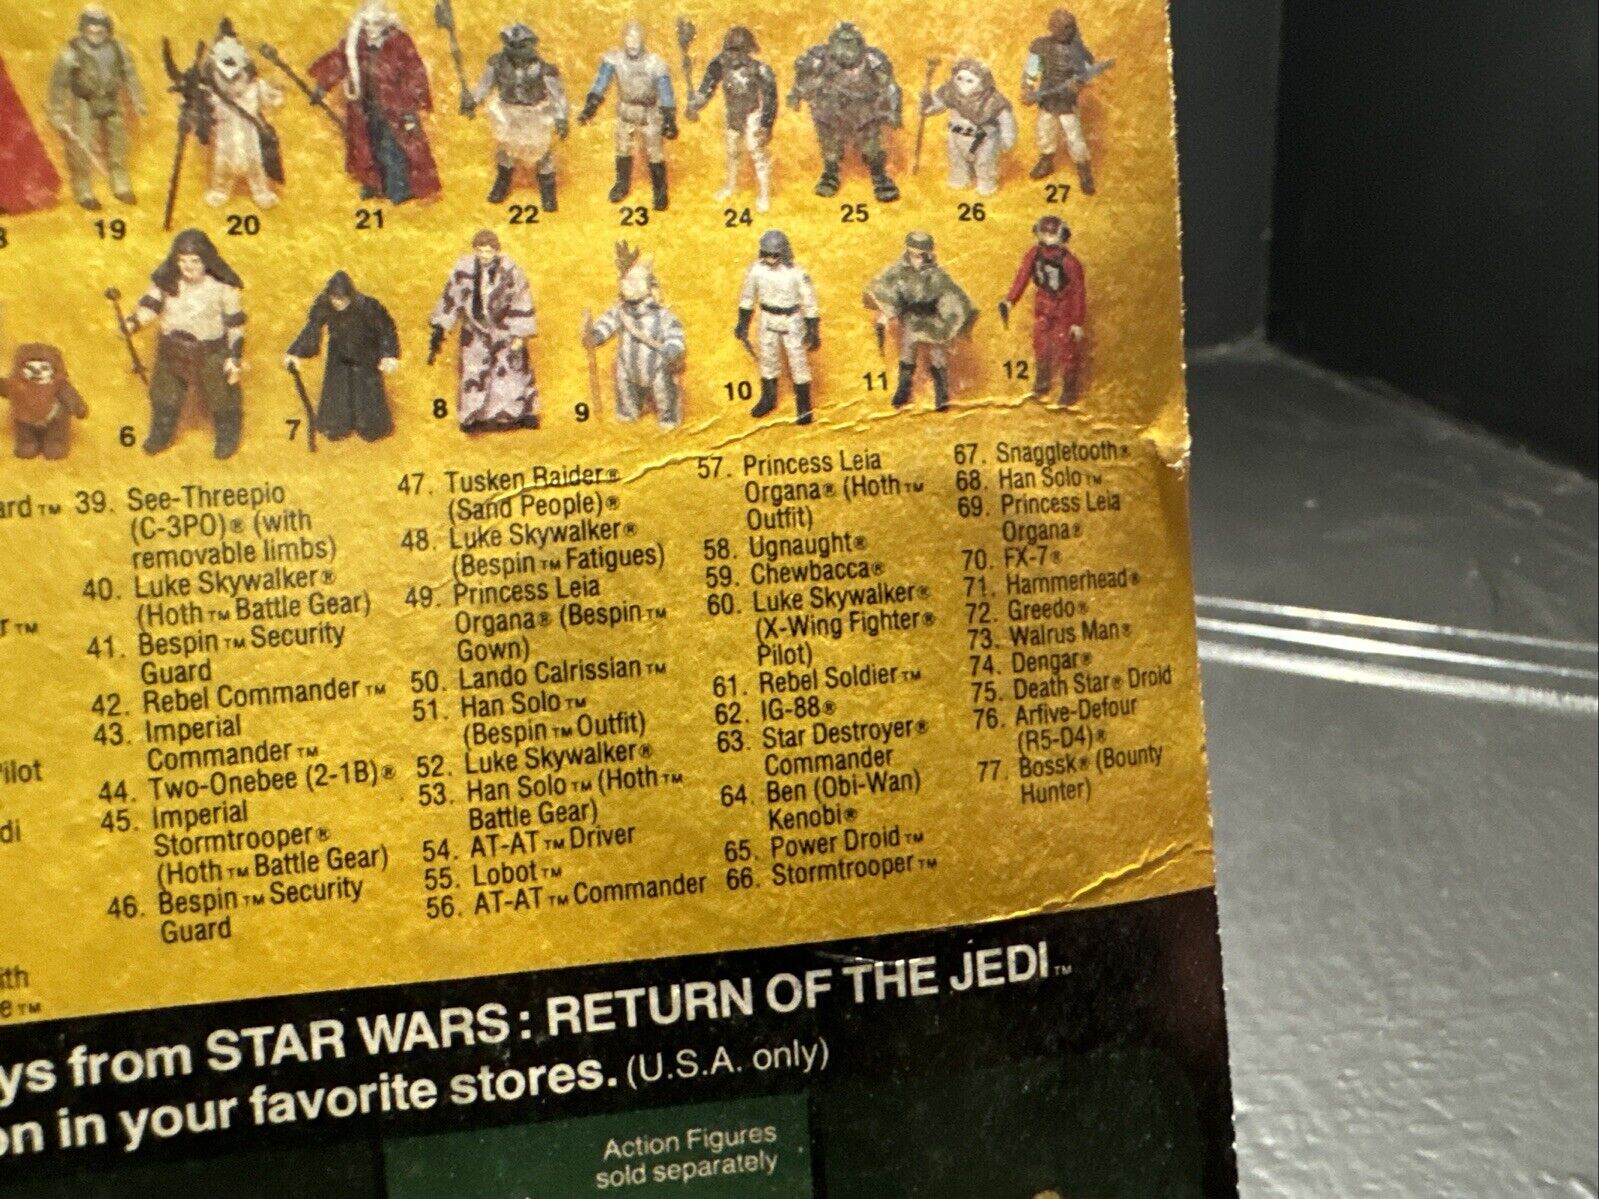 19 20 21 22 23 24 25 26 27
6 7 8 9 10 11 12
ard™
™
ilot
di
ith
e™
39. See-Threepio
(C-3PO)® (with
removable limbs)
40. Luke Skywalker®
(Hoth™ Battle Gear)
41. Bespin™ Security
Guard
42. Rebel Commander™
43. Imperial
Commander™
44. Two-Onebee (2-1B)®
45. Imperial
Stormtrooper®
(Hoth™ Battle Gear)
46. Bespin™ Security
Guard
47. Tusken Raider®
(Sand People)®
48. Luke Skywalker®
(Bespin™ Fatigues)
49. Princess Leia
Organa® (Bespin™
Gown)
50. Lando Calrissian™
51. Han Solo™
(Bespin™ Outfit)
52. Luke Skywalker®
53. Han Solo™ (Hoth™
Battle Gear)
54. AT-AT™ Driver
55. Lobot™
56. AT-AT™ Commander
57. Princess Leia
Organa® (Hoth™
Outfit)
58. Ugnaught®
59. Chewbacca®
60. Luke Skywalker®
(X-Wing Fighter®
Pilot)
61. Rebel Soldier™
62. IG-88®
63. Star Destroyer®
Commander
64. Ben (Obi-Wan)
Kenobi®
65. Power Droid™
66. Stormtrooper™
67. Snaggletooth®
68. Han Solo™
69. Princess Leia
Organa®
70. FX-7®
71. Hammerhead®
72. Greedo®
73. Walrus Man®
74. Dengar®
75. Death Star® Droid
76. Arfive-Defour
(R5-D4)®
77. Bossk® (Bounty
Hunter)
ys from STAR WARS: RETURN OF THE JEDI™
on in your favorite stores. (U.S.A. only)
Action Figures
sold separately